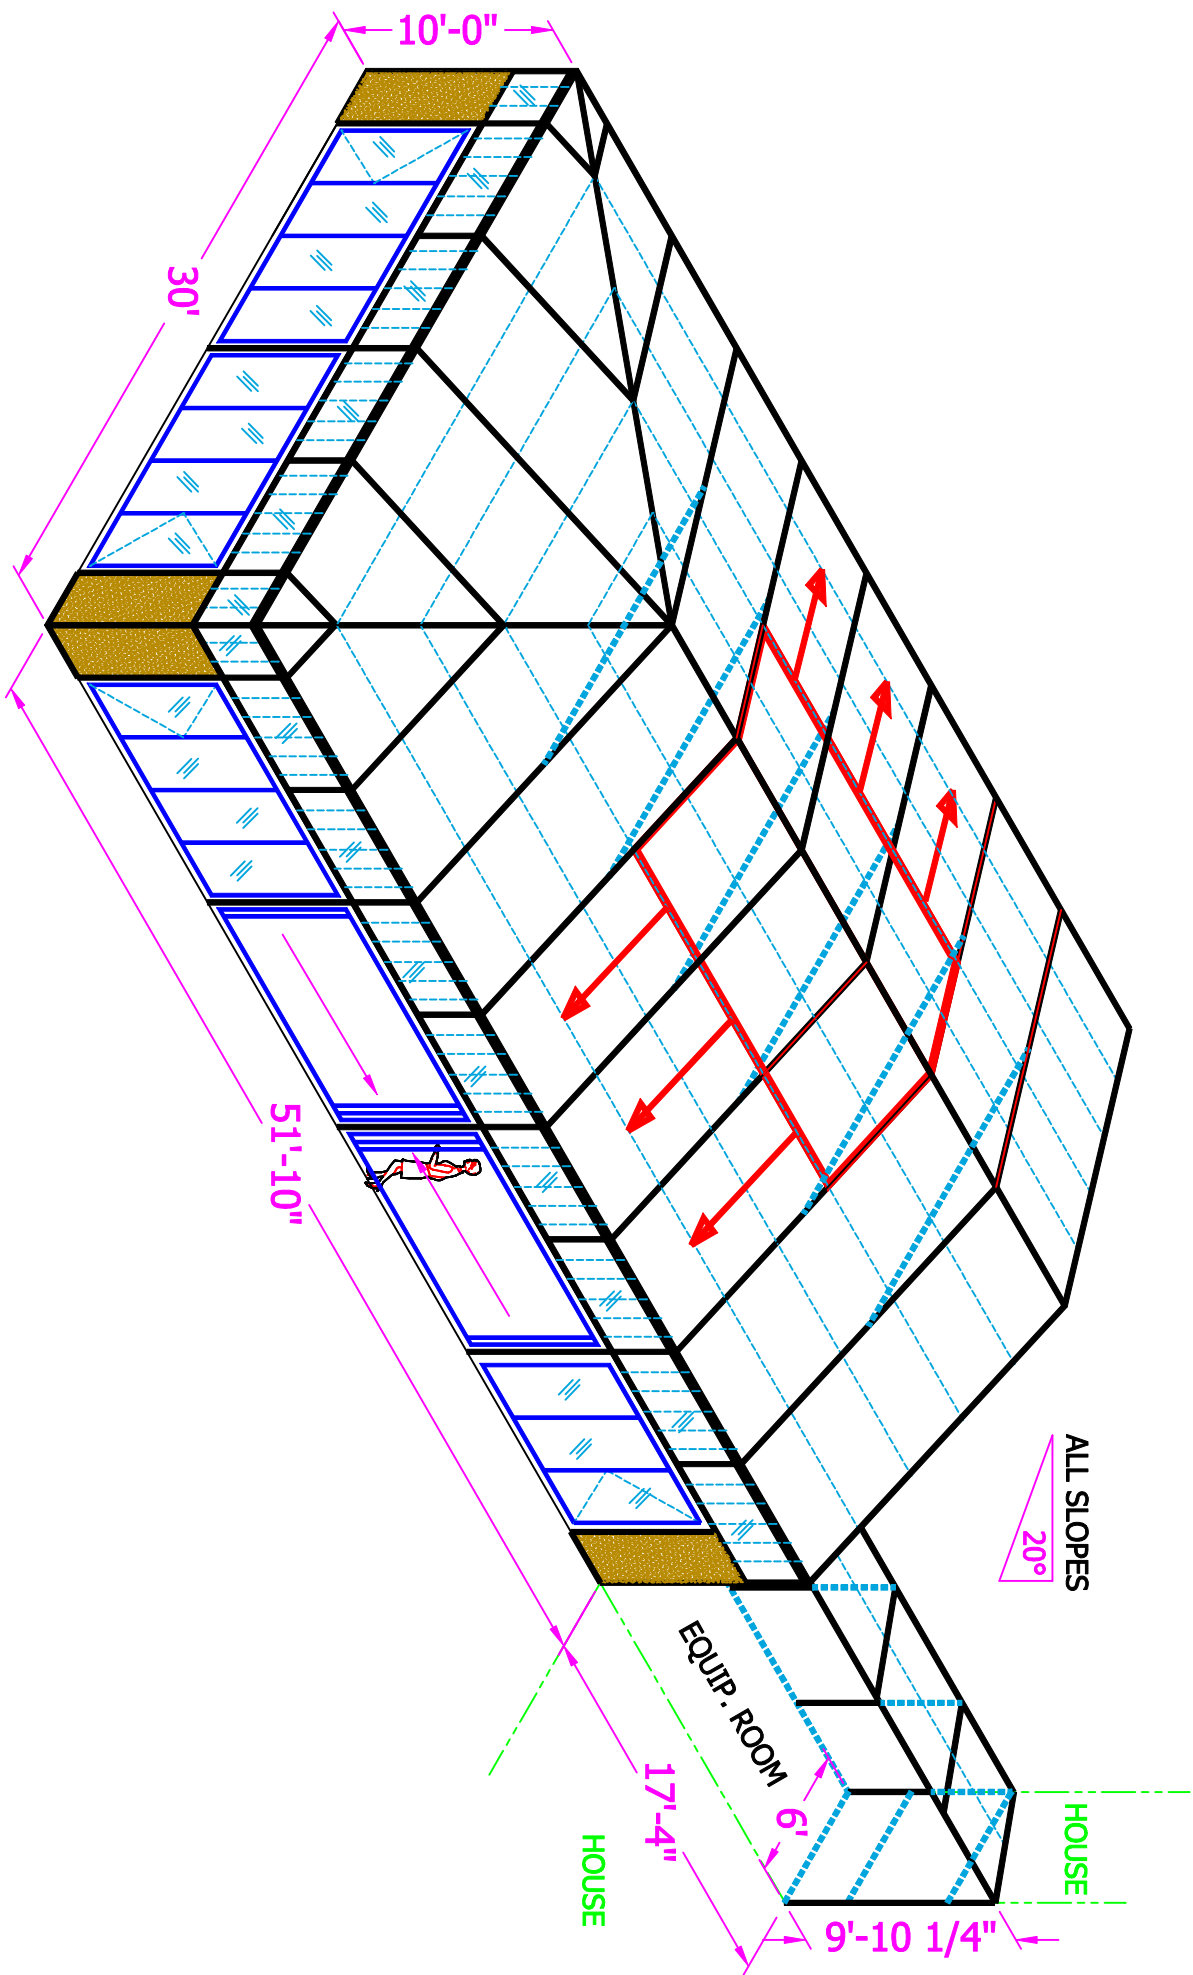 10'-0"
30'
51'-10"
ALL SLOPES
20°
EQUIP. ROOM
6'
17'-4"
HOUSE
HOUSE
9'-10 1/4"